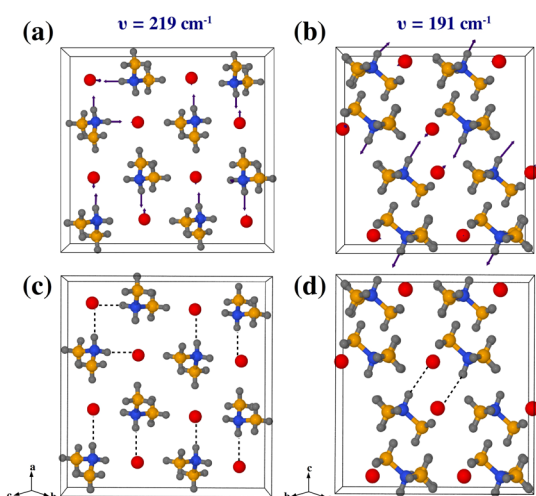 (a)
υ = 219 cm⁻¹
(b)
υ = 191 cm⁻¹
(c)
(d)
a
c
b
c
b